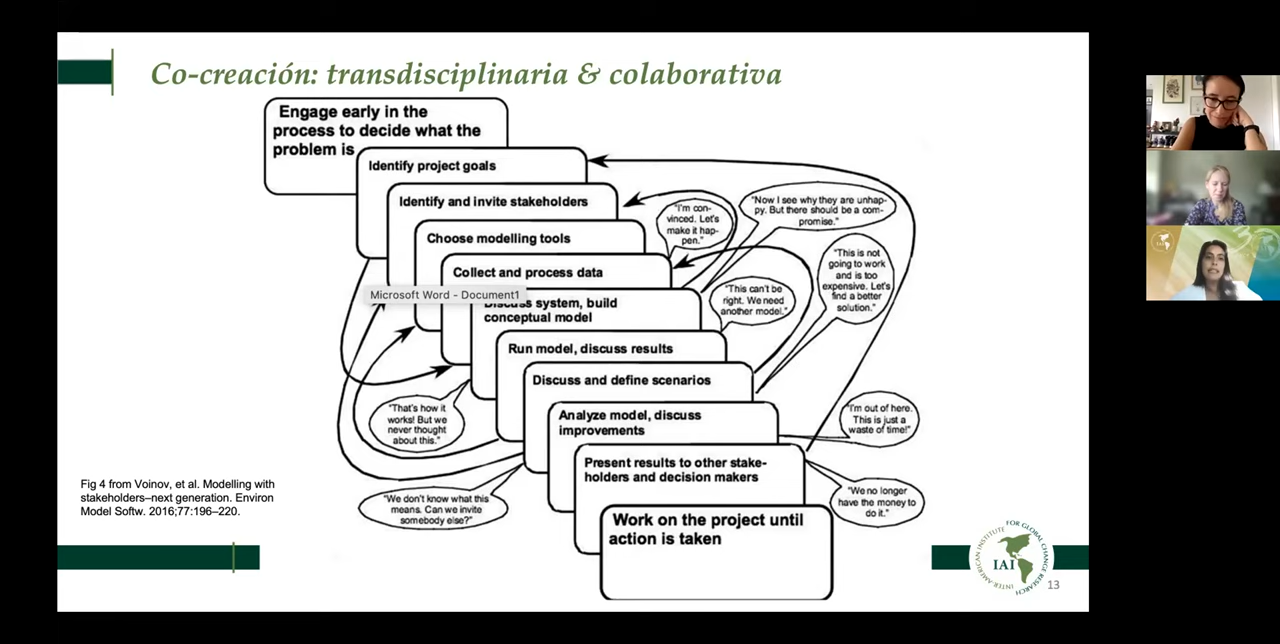 Co-creación: transdisciplinaria & colaborativa
Engage early in the
process to decide what the
problem is
Identify project goals
Identify and invite stakeholders
Choose modelling tools
Collect and process data
Microsoft Word - Document1
Discuss system, build
conceptual model
Run model, discuss results
Discuss and define scenarios
Analyze model, discuss
improvements
Present results to other stake-
holders and decision makers
Work on the project until
action is taken
"I'm con-
vinced. Let's
make it hap-
pen."
"Now I see why they are unhap-
py. But there should be a com-
promise."
"This is not
going to work
and is too
expensive. Let's
find a better
solution."
"This can't be
right. We need
another model."
"That's how it
works! But we
never thought
about this."
"I'm out of here.
This is just a
waste of time!"
"We don't know what this
means. Can we invite
somebody else?"
"We no longer
have the money to
do it."
Fig 4 from Voinov, et al. Modelling with
stakeholders–next generation. Environ
Model Softw. 2016;77:196–220.
INTER-AMERICAN INSTITUTE FOR GLOBAL CHANGE RESEARCH
IAI
13